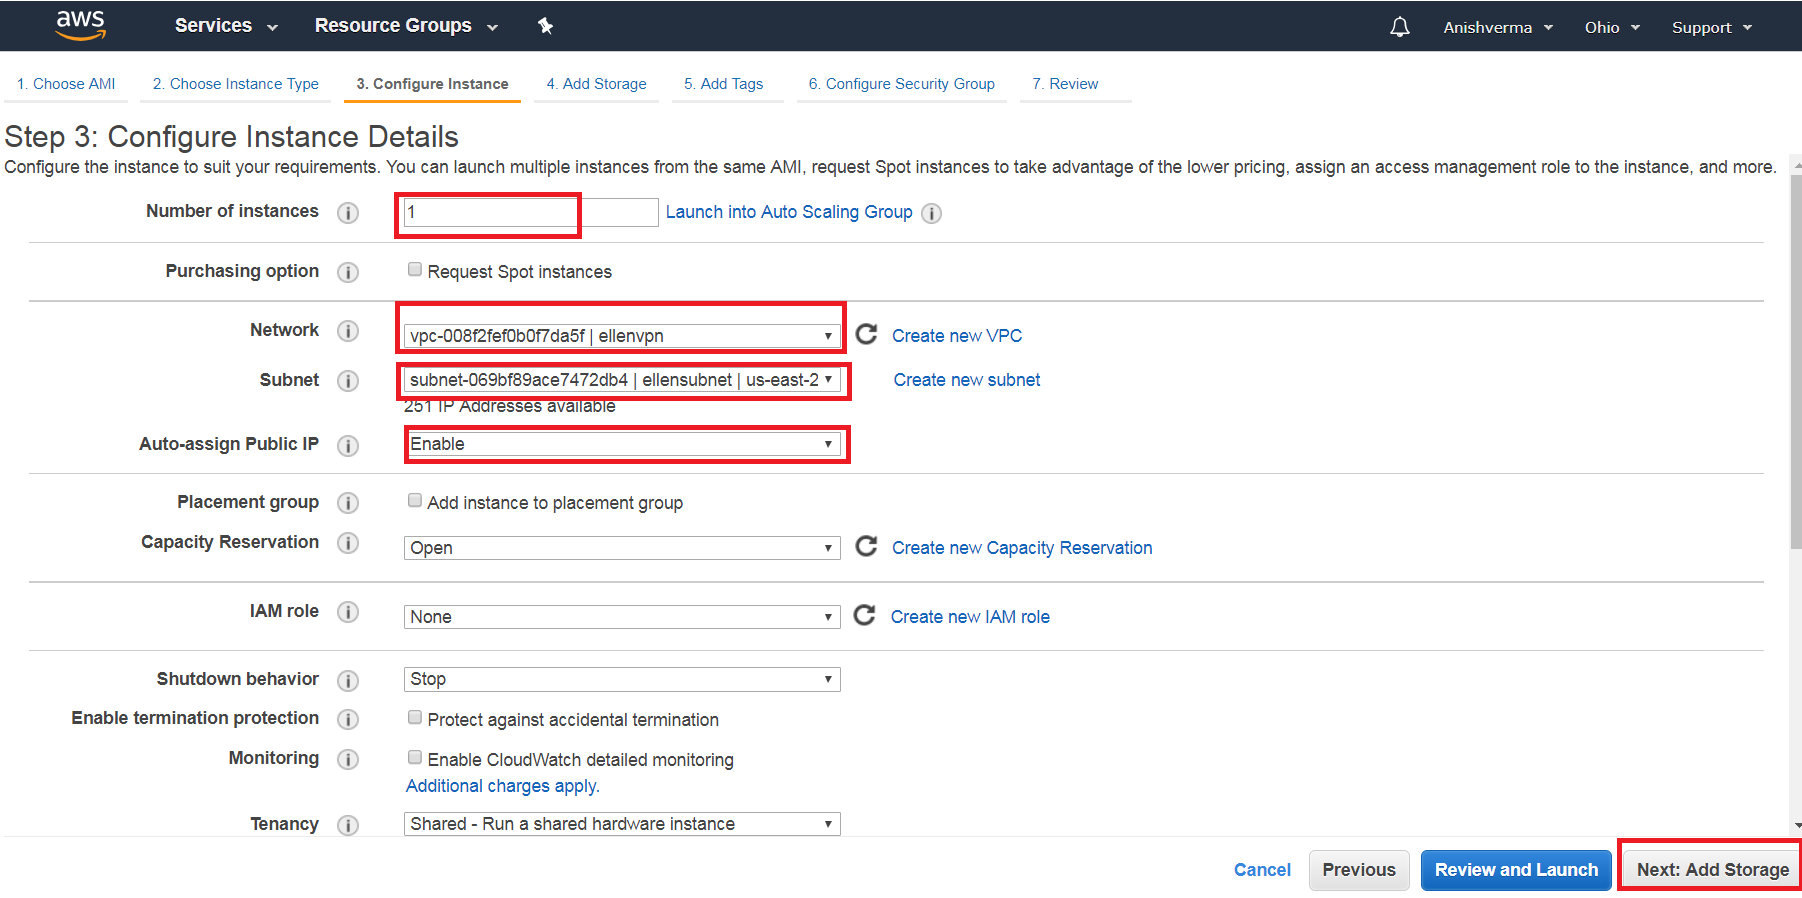 aws Services Resource Groups Anishverma Ohio Support
1. Choose AMI 2. Choose Instance Type 3. Configure Instance 4. Add Storage 5. Add Tags 6. Configure Security Group 7. Review
Step 3: Configure Instance Details
Configure the instance to suit your requirements. You can launch multiple instances from the same AMI, request Spot instances to take advantage of the lower pricing, assign an access management role to the instance, and more.
Number of instances i 1 Launch into Auto Scaling Group i
Purchasing option i Request Spot instances
Network i vpc-008f2fef0b0f7da5f | ellenvpn Create new VPC
Subnet i subnet-069bf89ace7472db4 | ellensubnet | us-east-2 Create new subnet
251 IP Addresses available
Auto-assign Public IP i Enable
Placement group i Add instance to placement group
Capacity Reservation i Open Create new Capacity Reservation
IAM role i None Create new IAM role
Shutdown behavior i Stop
Enable termination protection i Protect against accidental termination
Monitoring i Enable CloudWatch detailed monitoring
Additional charges apply.
Tenancy i Shared - Run a shared hardware instance
Cancel Previous Review and Launch Next: Add Storage